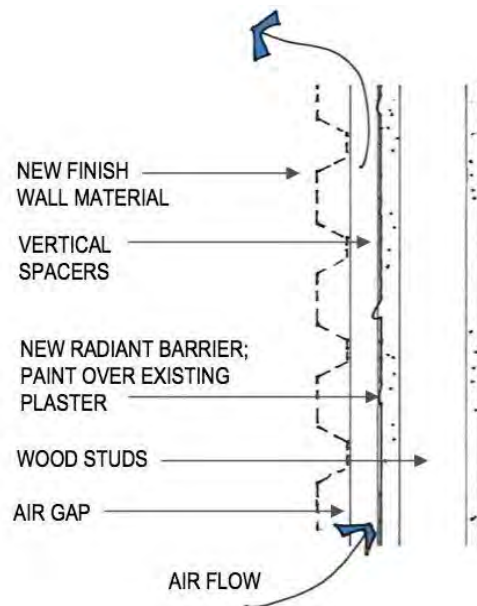 NEW FINISH
WALL MATERIAL
VERTICAL
SPACERS
NEW RADIANT BARRIER;
PAINT OVER EXISTING
PLASTER
WOOD STUDS
AIR GAP
AIR FLOW